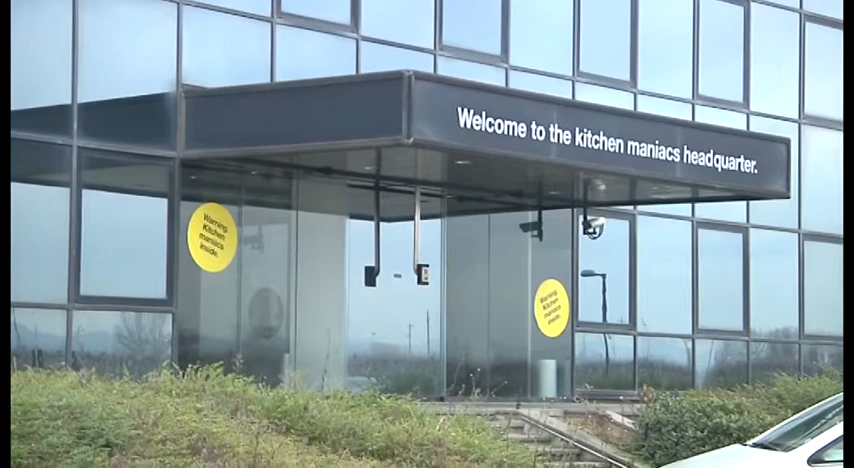 Welcome to the kitchen maniacs headquarter.
Warning.
Kitchen
maniacs
inside.
Warning.
Kitchen
maniacs
inside.